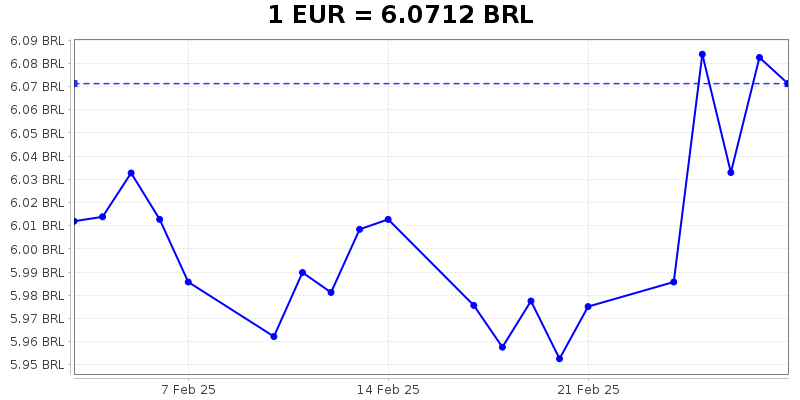 1 EUR = 6.0712 BRL
6.09 BRL
6.08 BRL
6.07 BRL
6.06 BRL
6.05 BRL
6.04 BRL
6.03 BRL
6.02 BRL
6.01 BRL
6.00 BRL
5.99 BRL
5.98 BRL
5.97 BRL
5.96 BRL
5.95 BRL
7 Feb 25
14 Feb 25
21 Feb 25